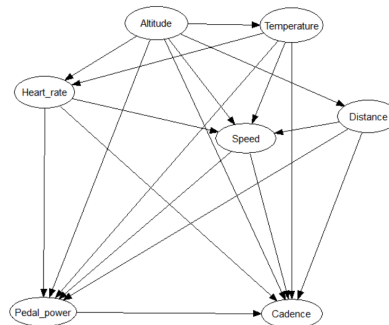 Altitude
Temperature
Heart_rate
Distance
Speed
Pedal_power
Cadence